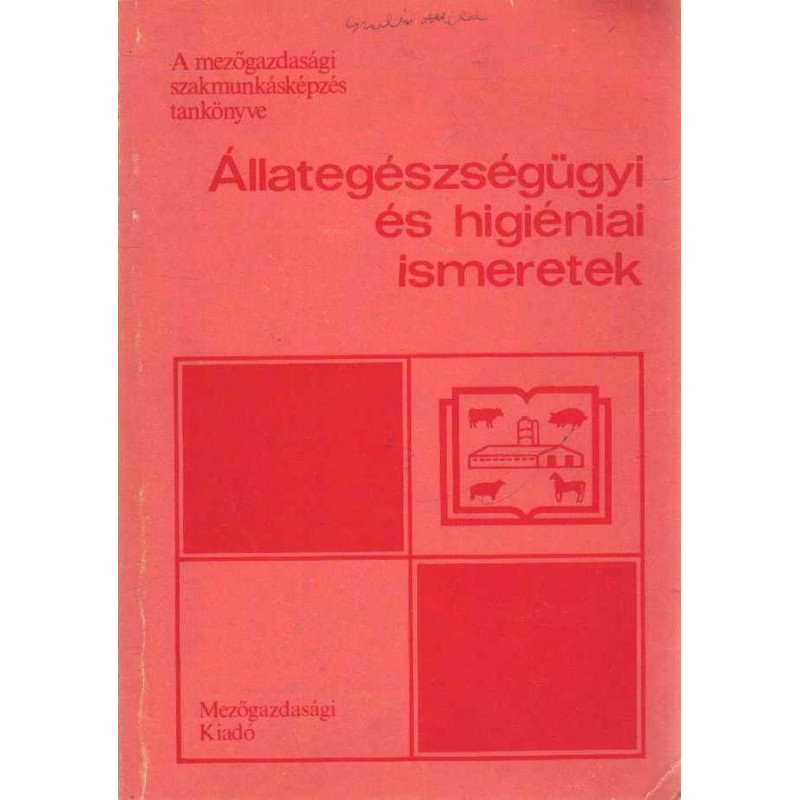 A mezőgazdasági
szakmunkásképzés
tankönyve
Állategészségügyi
és higiéniai
ismeretek
Mezőgazdasági
Kiadó